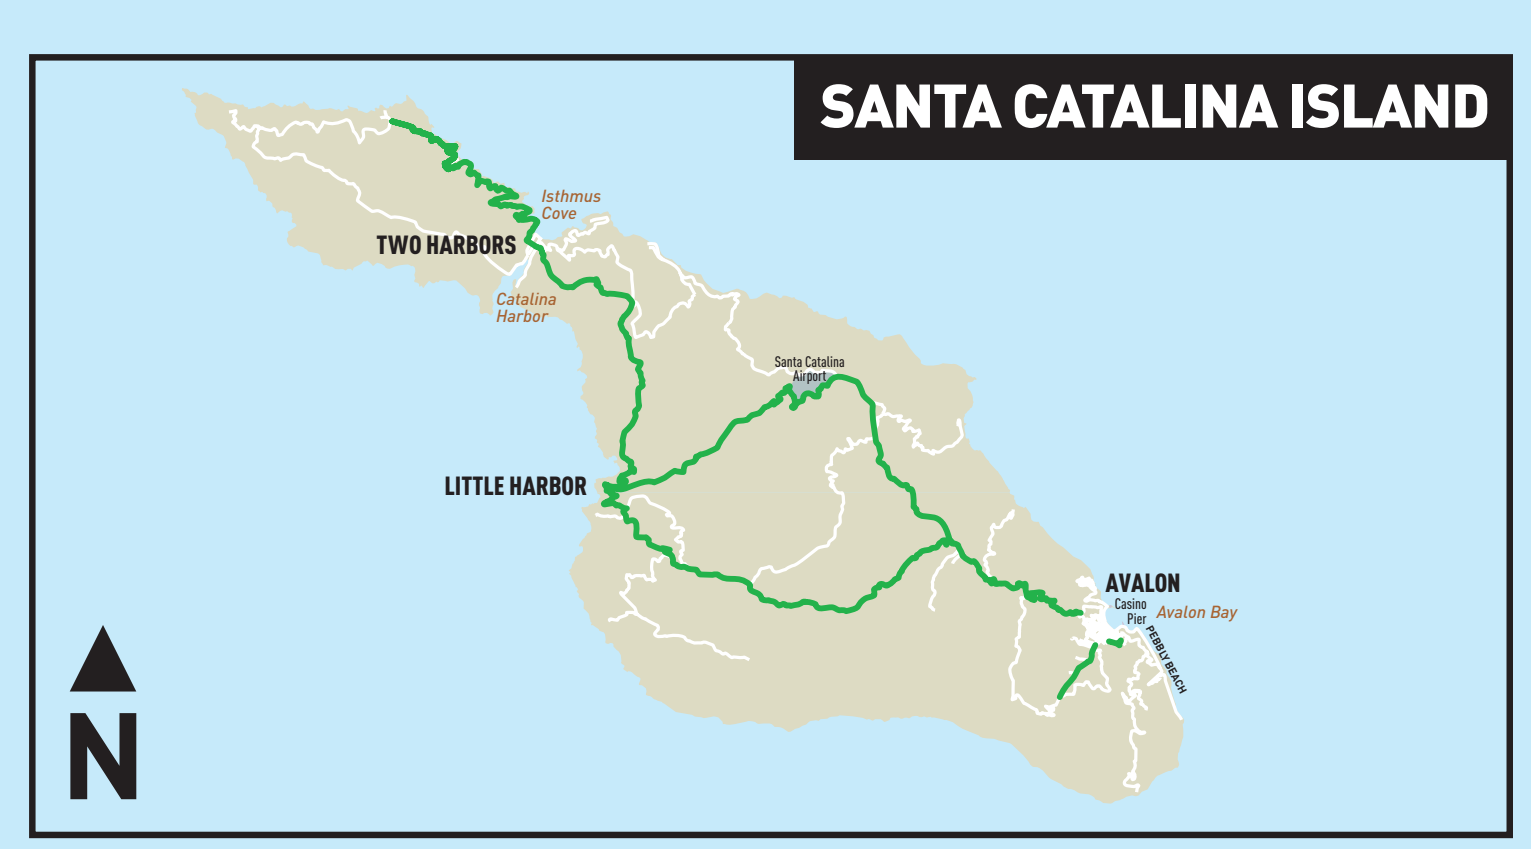 SANTA CATALINA ISLAND
Isthmus
Cove
TWO HARBORS
Catalina
Harbor
Santa Catalina
Airport
LITTLE HARBOR
AVALON
Casino
Pier
Avalon Bay
PEBBLY BEACH
N